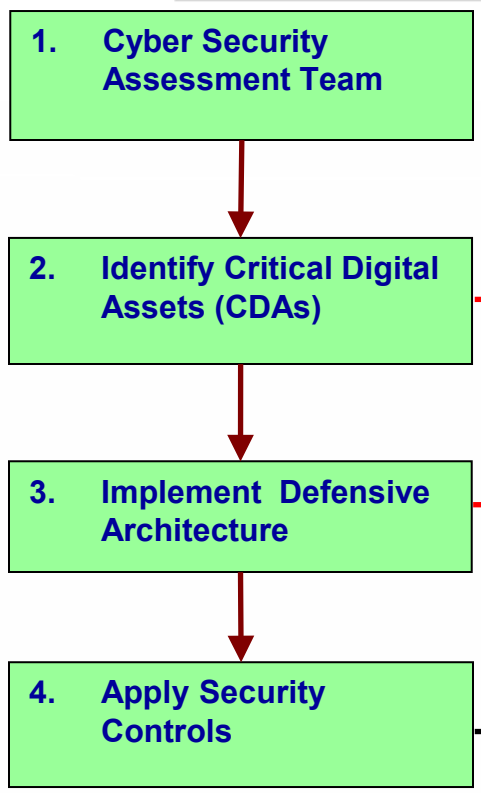 1. Cyber Security
Assessment Team
2. Identify Critical Digital
Assets (CDAs)
3. Implement Defensive
Architecture
4. Apply Security
Controls